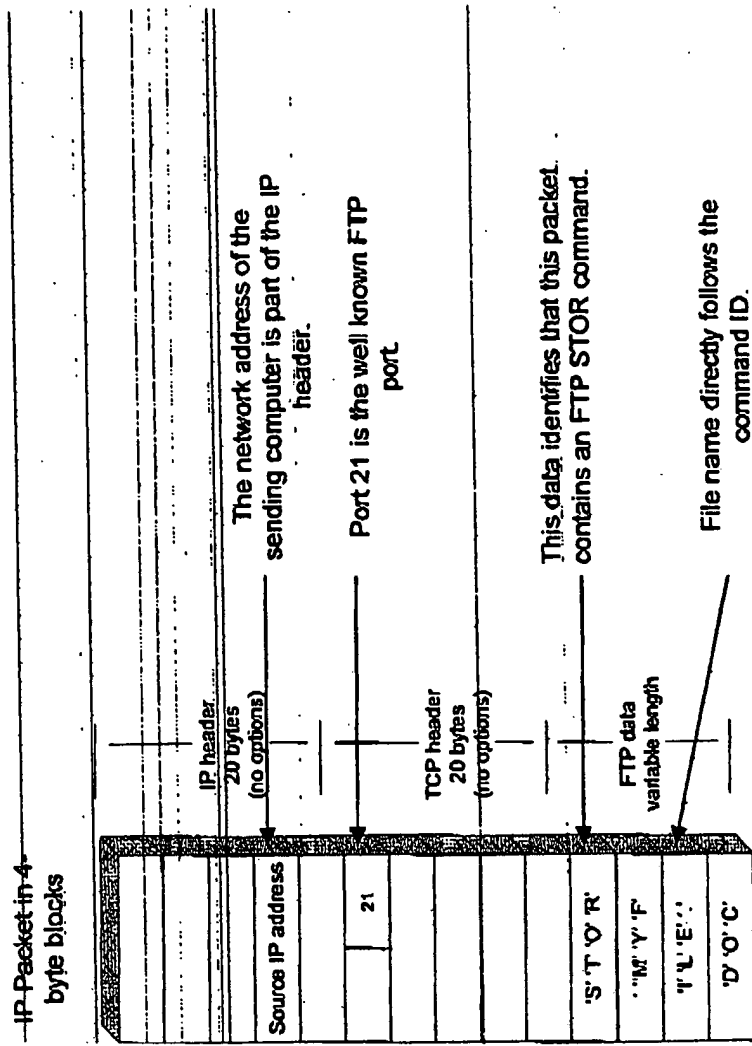 IP Packet in 4-
byte blocks
Source IP address
21
'S' 'T' 'O' 'R'
' ' 'M' 'Y' 'F'
'I' 'L' 'E' '.'
'D' 'O' 'C'
IP header
20 bytes
(no options)
TCP header
20 bytes
(no options)
FTP data
variable length
The network address of the
sending computer is part of the IP
header.
Port 21 is the well known FTP
port.
This data identifies that this packet
contains an FTP STOR command.
File name directly follows the
command ID.